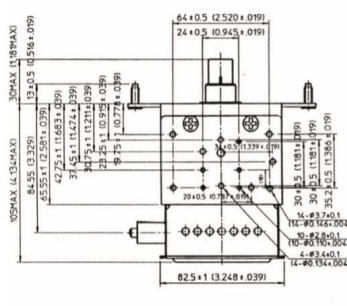 64±0.5 (2.520±.019)
24±0.5 (0.945±.019)
30MAX (1.181MAX)
13±0.5 (0.516±.019)
105MAX (4.134MAX)
84.55 (3.329)
65.55±1 (2.581±.039)
42.75±1 (1.683±.039)
37.45±1 (1.474±.039)
30.75±1 (1.211±.039)
23.25±1 (0.915±.039)
19.75±1 (0.778±.039)
34±0.5 (1.339±.019)
20±0.5 (0.787±.019)
30±0.5 (1.181±.019)
30±0.5 (1.181±.019)
35.2±0.5 (1.386±.019)
14-Ø3.7±0.1
(14-Ø0.146±.004)
10-Ø2.8±0.1
(10-Ø0.110±.004)
4-Ø3.4±0.1
(4-Ø0.134±.004)
82.5±1 (3.248±.039)